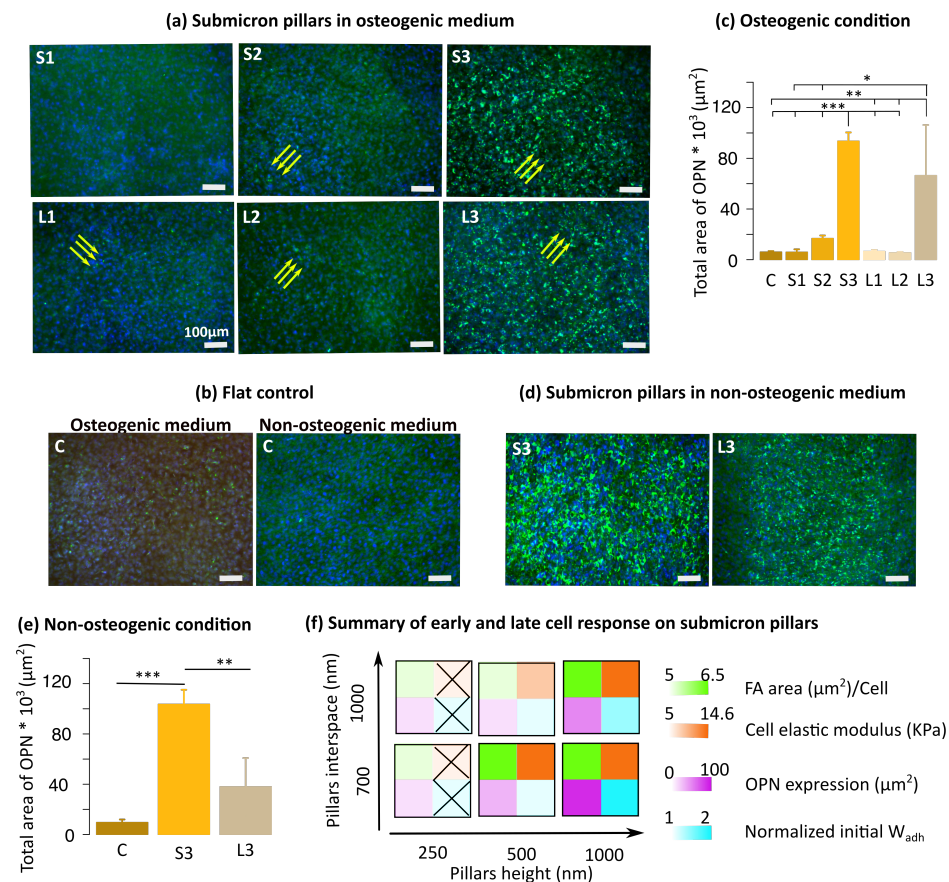 (a) Submicron pillars in osteogenic medium
S1
S2
S3
L1
L2
L3
100µm
(c) Osteogenic condition
Total area of OPN * 10³ (µm²)
120
80
40
0
*
**
***
C S1 S2 S3 L1 L2 L3
(b) Flat control
Osteogenic medium
Non-osteogenic medium
C
C
(d) Submicron pillars in non-osteogenic medium
S3
L3
(e) Non-osteogenic condition
Total area of OPN * 10³ (µm²)
120
80
40
0
***
**
C S3 L3
(f) Summary of early and late cell response on submicron pillars
Pillars interspace (nm)
1000
700
250 500 1000
Pillars height (nm)
5 6.5
FA area (µm²)/Cell
5 14.6
Cell elastic modulus (KPa)
0 100
OPN expression (µm²)
1 2
Normalized initial Wadh